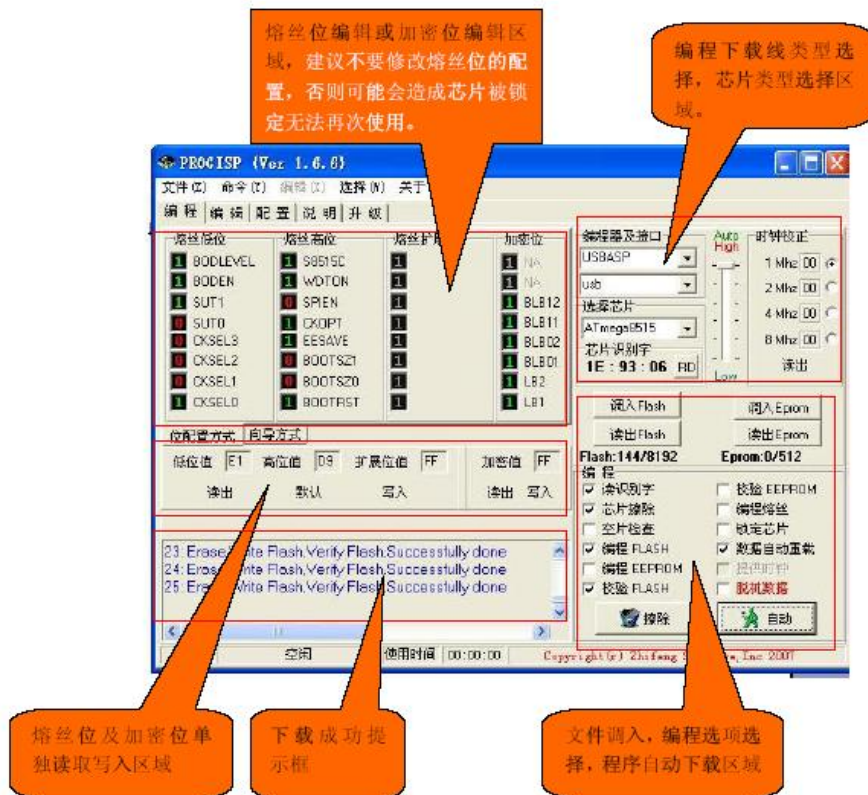 熔丝位编辑或加密位编辑区
域，建议不要修改熔丝位的配
置，否则可能会造成芯片被锁
定无法再次使用。
编程下载线类型选
择，芯片类型选择区
域。
PROGISP (Ver 1.6.6)
文件(Z) 命令(Y) 编辑(X) 选择(W) 关于
编程 编辑 配置 说明 升级
熔丝低位 熔丝高位 熔丝扩展 加密位
1 BODLEVEL 1 S8515C 1 1 NA
1 BODEN 1 WDTON 1 1 NA
1 SUT1 0 SPIEN 1 1 BLB12
0 SUT0 1 CKOPT 1 1 BLB11
0 CKSEL3 1 EESAVE 1 1 BLB02
0 CKSEL2 0 BOOTSZ1 1 1 BLB01
0 CKSEL1 0 BOOTSZ0 1 1 LB2
1 CKSEL0 1 BOOTRST 1 1 LB1
编程器及接口
USBASP
usb
选择芯片
ATmega8515
芯片识别字
1E : 93 : 06 RD
Auto
High
Low
时钟校正
1 Mhz 00
2 Mhz 00
4 Mhz 00
8 Mhz 00
读出
位配置方式 向导方式
低位值 E1 高位值 D9 扩展位值 FF 加密值 FF
读出 默认 写入 读出 写入
调入Flash 调入Eprom
读出Flash 读出Eprom
Flash:144/8192 Eprom:0/512
编程
读识别字 校验 EEPROM
芯片擦除 编程熔丝
空片检查 锁定芯片
编程 FLASH 数据自动重载
编程 EEPROM 提供时钟
校验 FLASH 脱机数据
擦除 自动
23: Erase,Write Flash,Verify Flash,Successfully done
24: Erase,Write Flash,Verify Flash,Successfully done
25: Erase,Write Flash,Verify Flash,Successfully done
空闲 使用时间 00:00:00 Copyright(r) Zhifeng Inc 2007
熔丝位及加密位单
独读取写入区域
下载成功提
示框
文件调入，编程选项选
择，程序自动下载区域